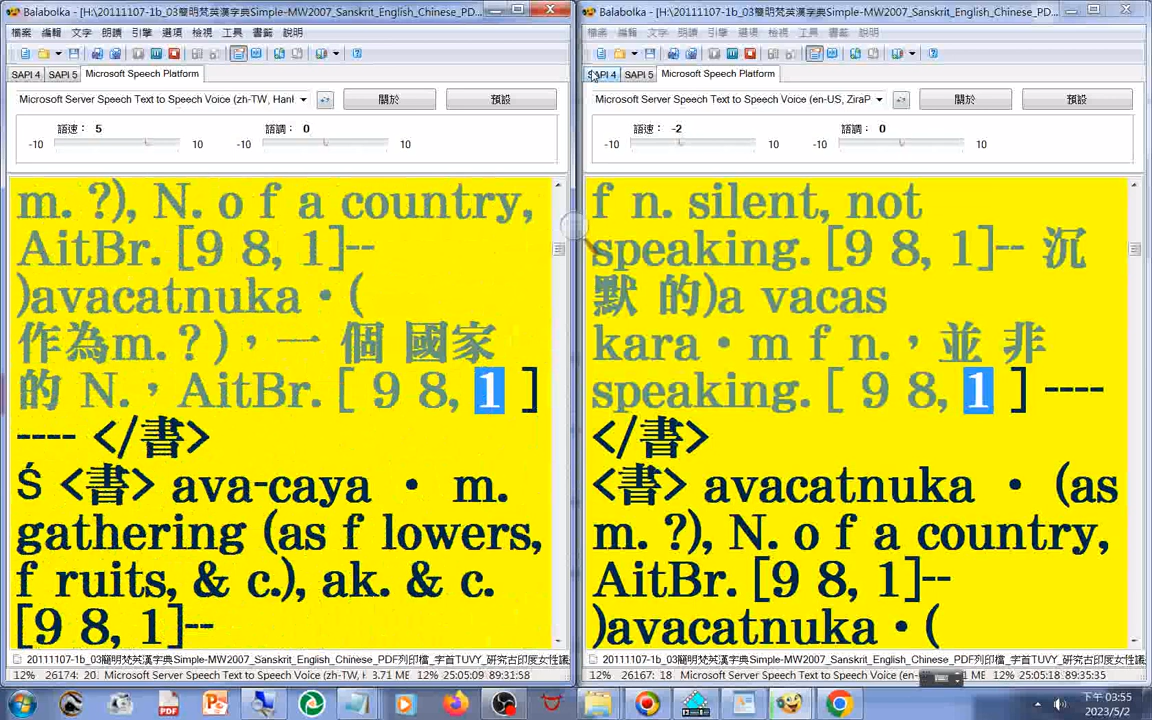 Balabolka - [H:\20111107-1b_03簡明梵英漢字典Simple-MW2007_Sanskrit_English_Chinese_PD...
檔案 編輯 文字 朗讀 引擎 選項 檢視 工具 書籤 說明
SAPI 4 SAPI 5 Microsoft Speech Platform
Microsoft Server Speech Text to Speech Voice (zh-TW, Hanl 關於 預設
語速： 5 語調： 0
-10 10 -10 10
m. ?), N. o f a country,
AitBr. [9 8, 1]--
)avacatnuka・(
作為m.？)，一 個 國家
的 N.，AitBr. [ 9 8, 1 ]
---- </書>
Ś <書> ava-caya ・ m.
gathering (as f lowers,
f ruits, & c.), ak. & c.
[9 8, 1]--
20111107-1b_03簡明梵英漢字典Simple-MW2007_Sanskrit_English_Chinese_PDF列印檔_字首TUVY_研究古印度女性議
12% 26174: 20. Microsoft Server Speech Text to Speech Voice (zh-TW, H 3.71 ME 12% 25:05:09 89:31:58
Balabolka - [H:\20111107-1b_03簡明梵英漢字典Simple-MW2007_Sanskrit_English_Chinese_PD...
檔案 編輯 文字 朗讀 引擎 選項 檢視 工具 書籤 說明
SAPI 4 SAPI 5 Microsoft Speech Platform
Microsoft Server Speech Text to Speech Voice (en-US, ZiraP 關於 預設
語速： -2 語調： 0
-10 10 -10 10
f n. silent, not
speaking. [9 8, 1]-- 沉
默 的)a vacas
kara・m f n.，並 非
speaking. [ 9 8, 1 ] ----
</書>
<書> avacatnuka ・ (as
m. ?), N. o f a country,
AitBr. [9 8, 1]--
)avacatnuka・(
20111107-1b_03簡明梵英漢字典Simple-MW2007_Sanskrit_English_Chinese_PDF列印檔_字首TUVY_研究古印度女性議
12% 26167: 18 Microsoft Server Speech Text to Speech Voice 12% 25:05:18 89:35:35
PDF
下午 03:55
2023/5/2